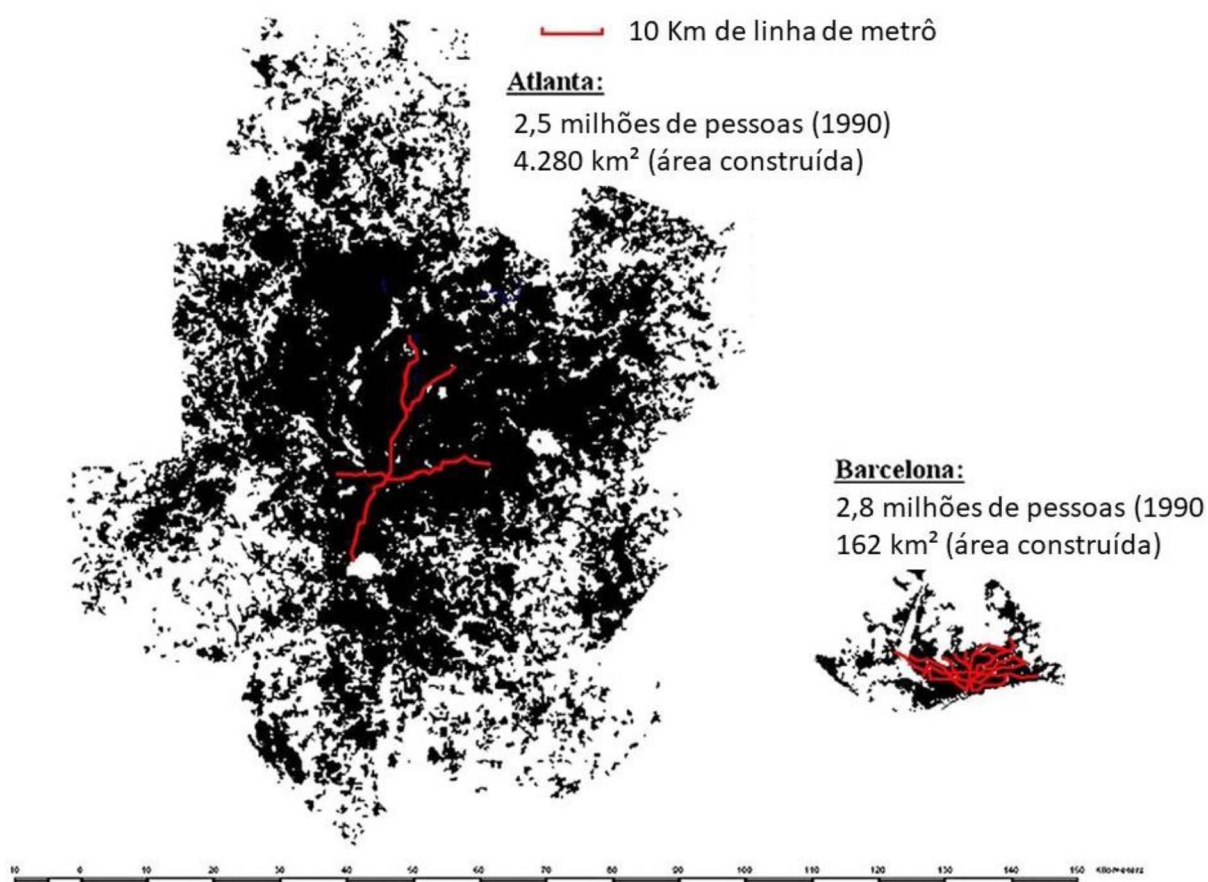 10 Km de linha de metrô
Atlanta:
2,5 milhões de pessoas (1990)
4.280 km² (área construída)
Barcelona:
2,8 milhões de pessoas (1990
162 km² (área construída)
10 0 10 20 30 40 50 60 70 80 90 100 110 120 130 140 150 Kilometers